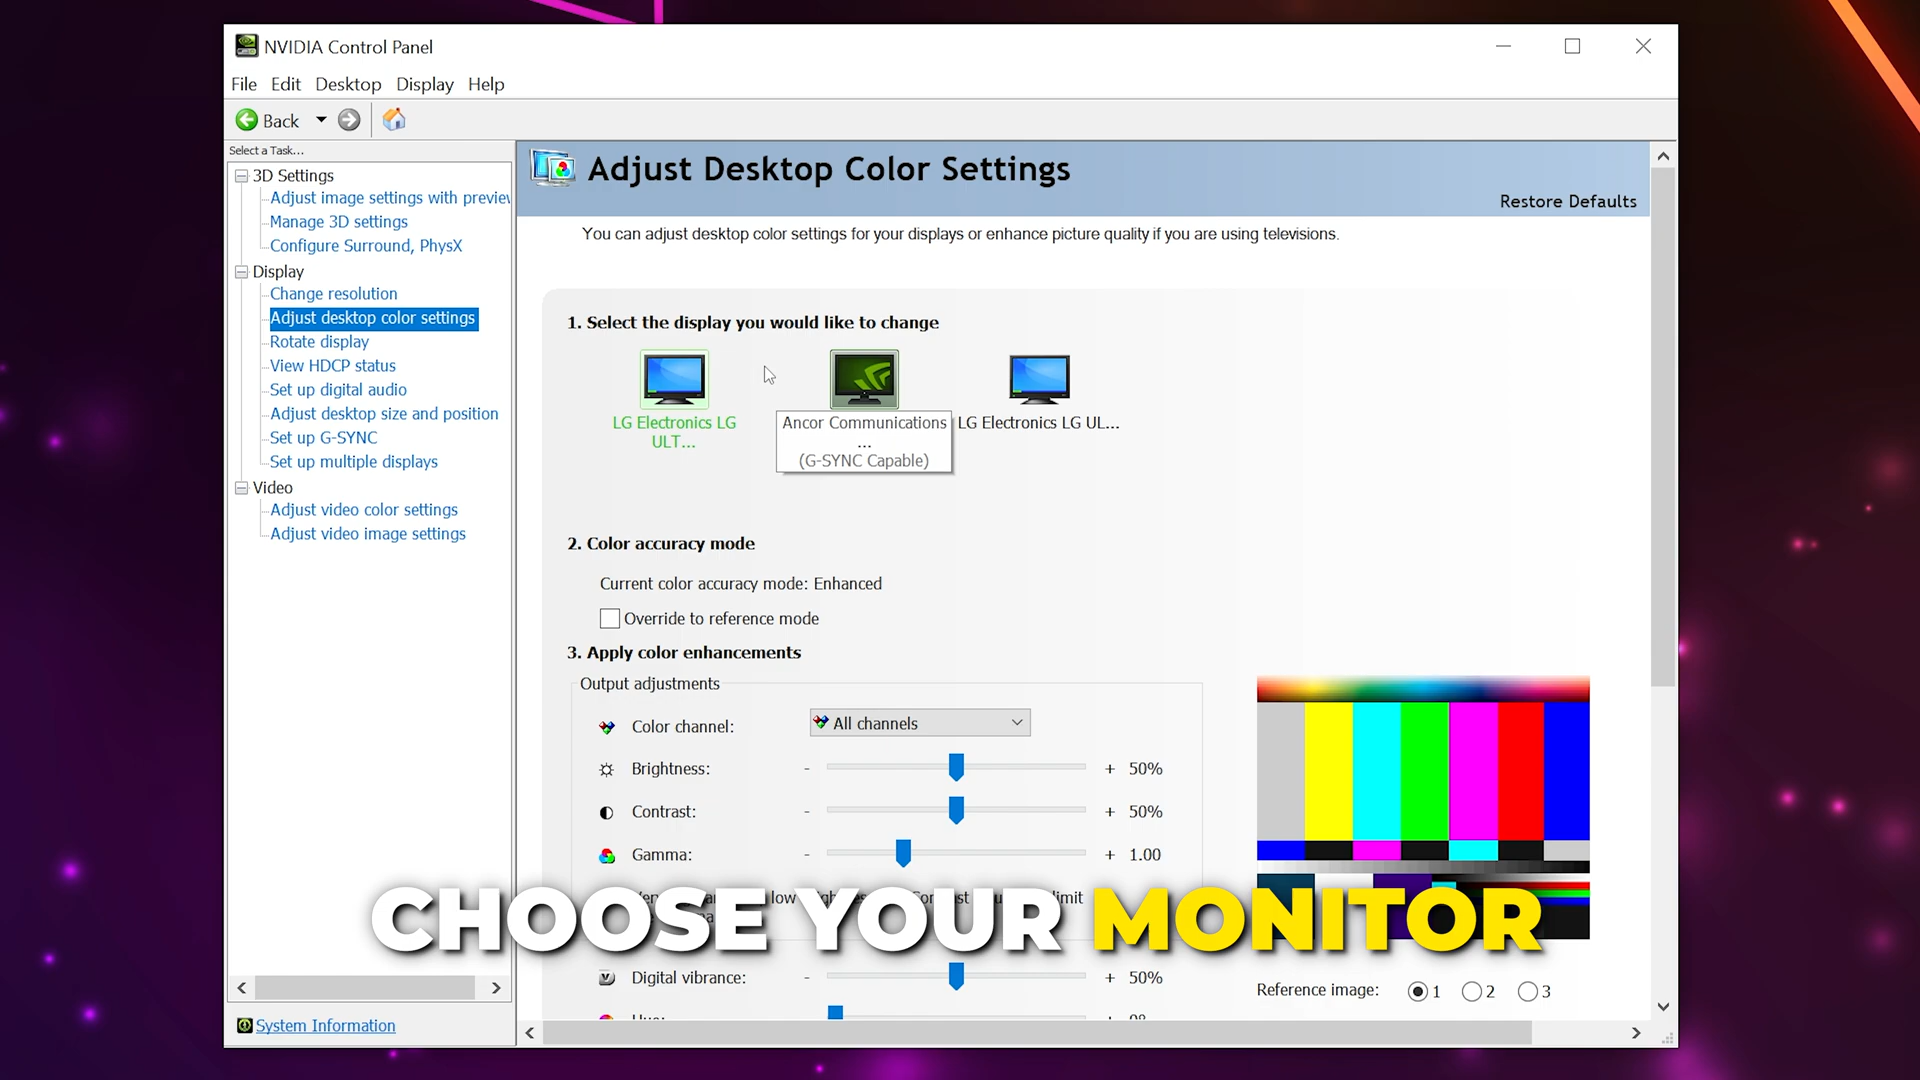 NVIDIA Control Panel
File Edit Desktop Display Help
Back
Select a Task...
3D Settings
Adjust image settings with preview
Manage 3D settings
Configure Surround, PhysX
Display
Change resolution
Adjust desktop color settings
Rotate display
View HDCP status
Set up digital audio
Adjust desktop size and position
Set up G-SYNC
Set up multiple displays
Video
Adjust video color settings
Adjust video image settings
System Information
Adjust Desktop Color Settings
Restore Defaults
You can adjust desktop color settings for your displays or enhance picture quality if you are using televisions.
1. Select the display you would like to change
LG Electronics LG
ULT...
Ancor Communications
...
(G-SYNC Capable)
LG Electronics LG UL...
2. Color accuracy mode
Current color accuracy mode: Enhanced
Override to reference mode
3. Apply color enhancements
Output adjustments
Color channel: All channels
Brightness: - + 50%
Contrast: - + 50%
Gamma: - + 1.00
CHOOSE YOUR MONITOR
Digital vibrance: - + 50%
Reference image: 1 2 3